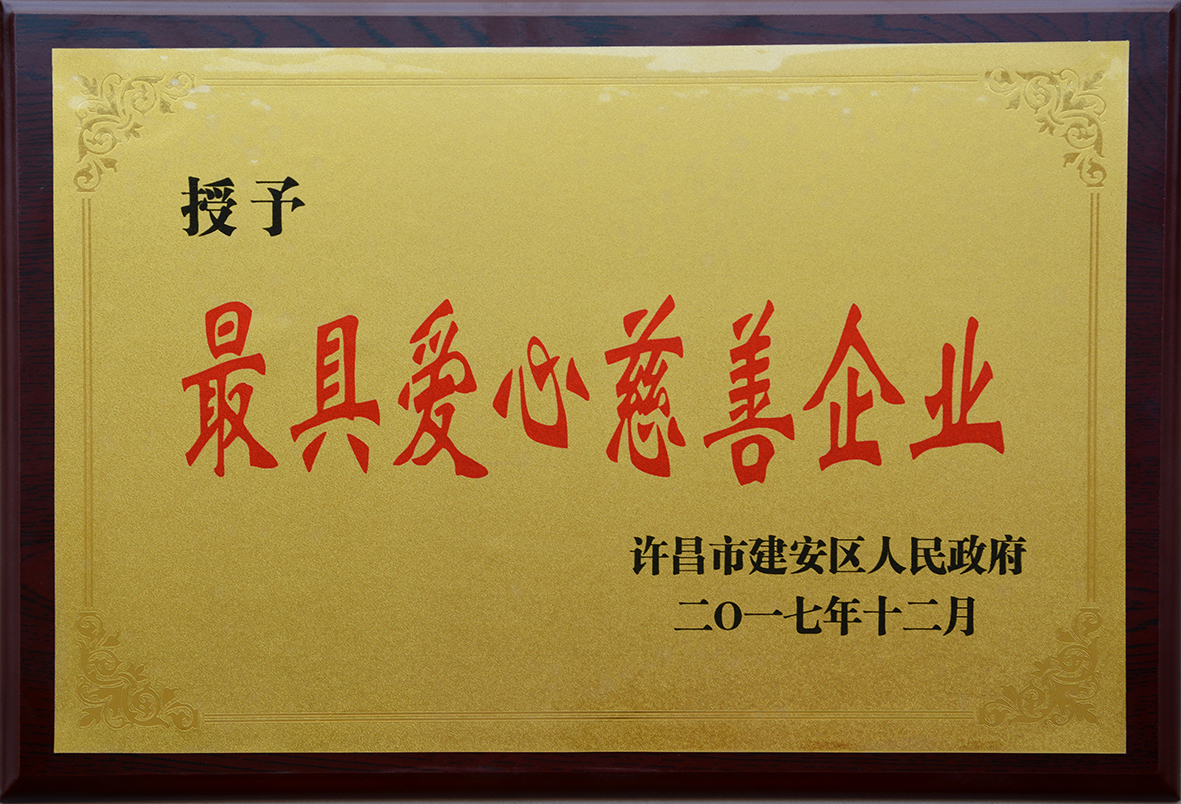 授予
最具爱心慈善企业
许昌市建安区人民政府
二〇一七年十二月